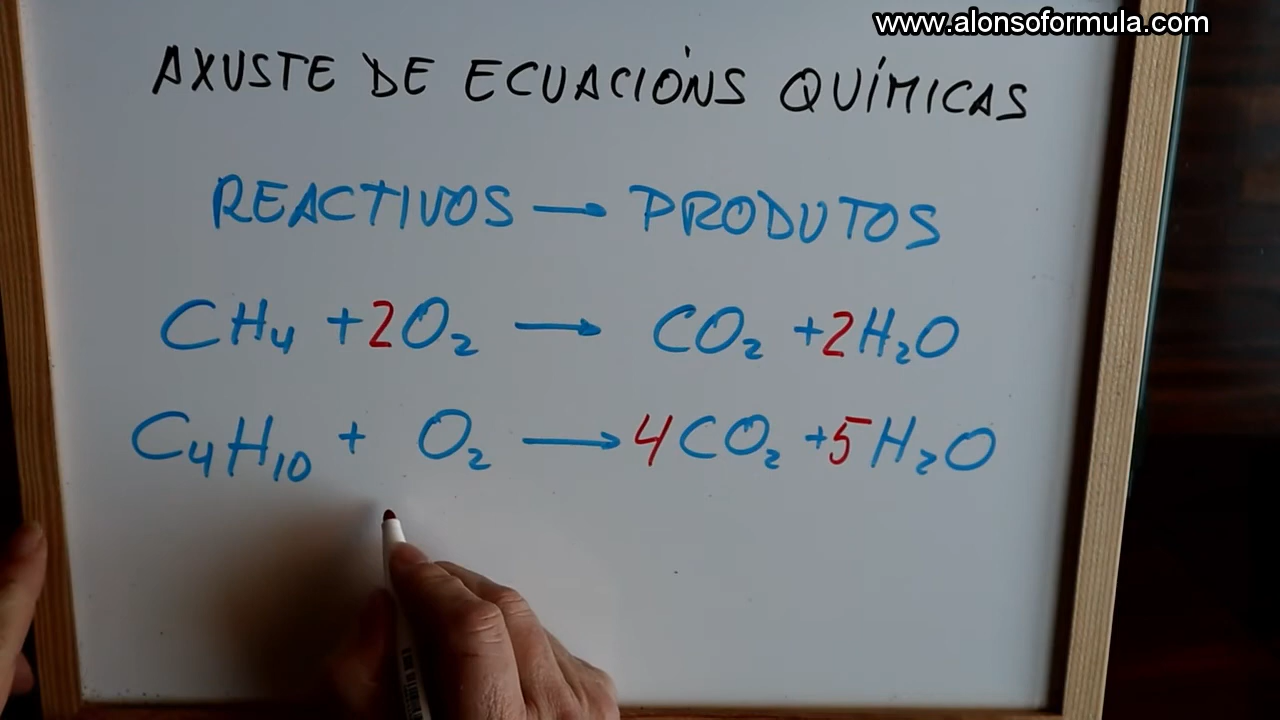 www.alonsoformula.com
AXUSTE DE ECUACIÓNS QUÍMICAS
REACTIVOS → PRODUTOS
CH₄ + 2O₂ → CO₂ + 2H₂O
C₄H₁₀ + O₂ → 4CO₂ + 5H₂O